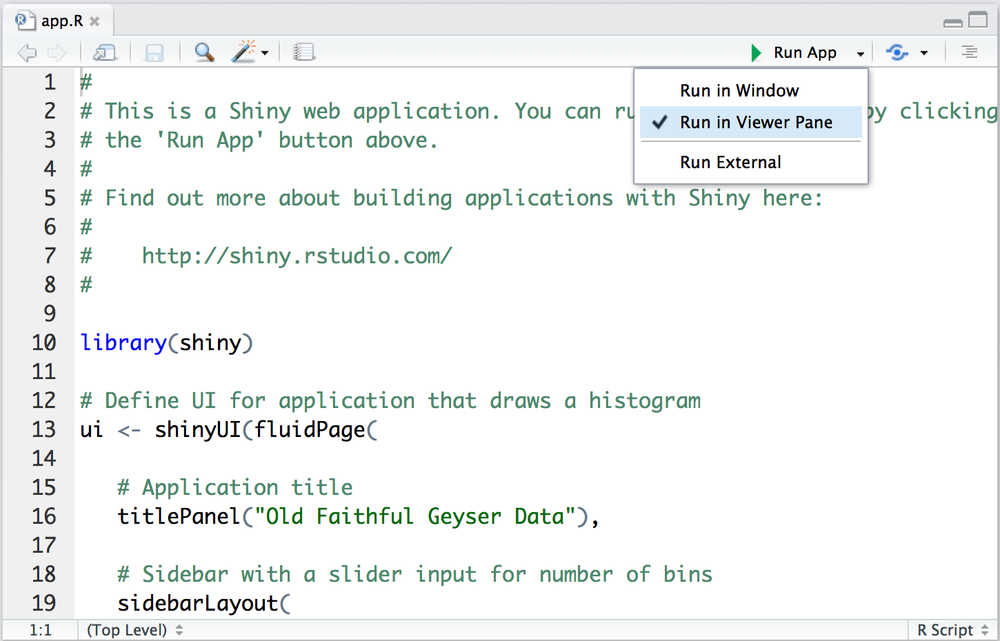 app.R
Run App
Run in Window
Run in Viewer Pane
Run External
1 #
2 # This is a Shiny web application. You can by clicking
3 # the 'Run App' button above.
4 #
5 # Find out more about building applications with Shiny here:
6 #
7 #    http://shiny.rstudio.com/
8 #
9
10 library(shiny)
11
12 # Define UI for application that draws a histogram
13 ui <- shinyUI(fluidPage(
14
15    # Application title
16    titlePanel("Old Faithful Geyser Data"),
17
18    # Sidebar with a slider input for number of bins
19    sidebarLayout(
1:1 (Top Level) R Script